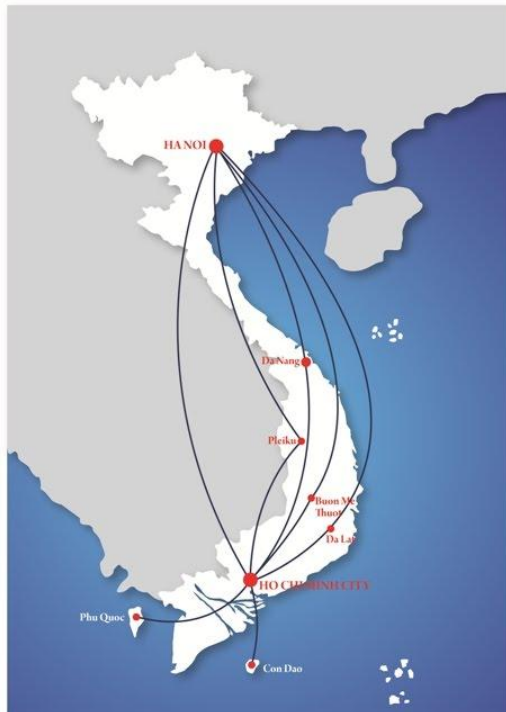 HA NOI
Da Nang
Pleiku
Buon Me
Thuot
Da Lat
HO CHI MINH CITY
Phu Quoc
Con Dao